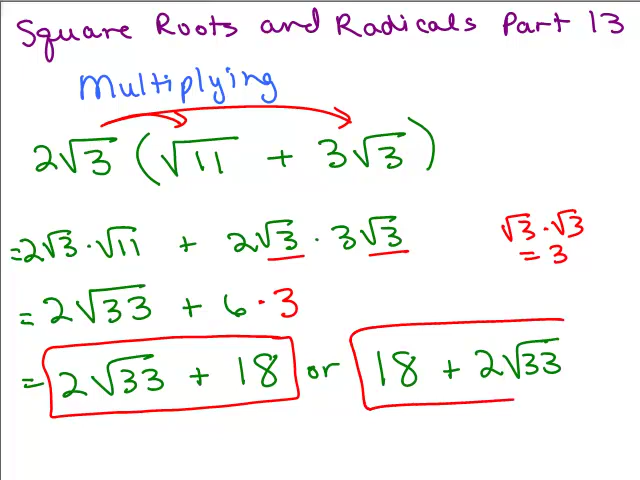 Square Roots and Radicals Part 13
Multiplying
2√3 (√11 + 3√3)
=2√3 · √11 + 2√3 · 3√3
√3 · √3
= 3
= 2√33 + 6 · 3
= 2√33 + 18 or 18 + 2√33